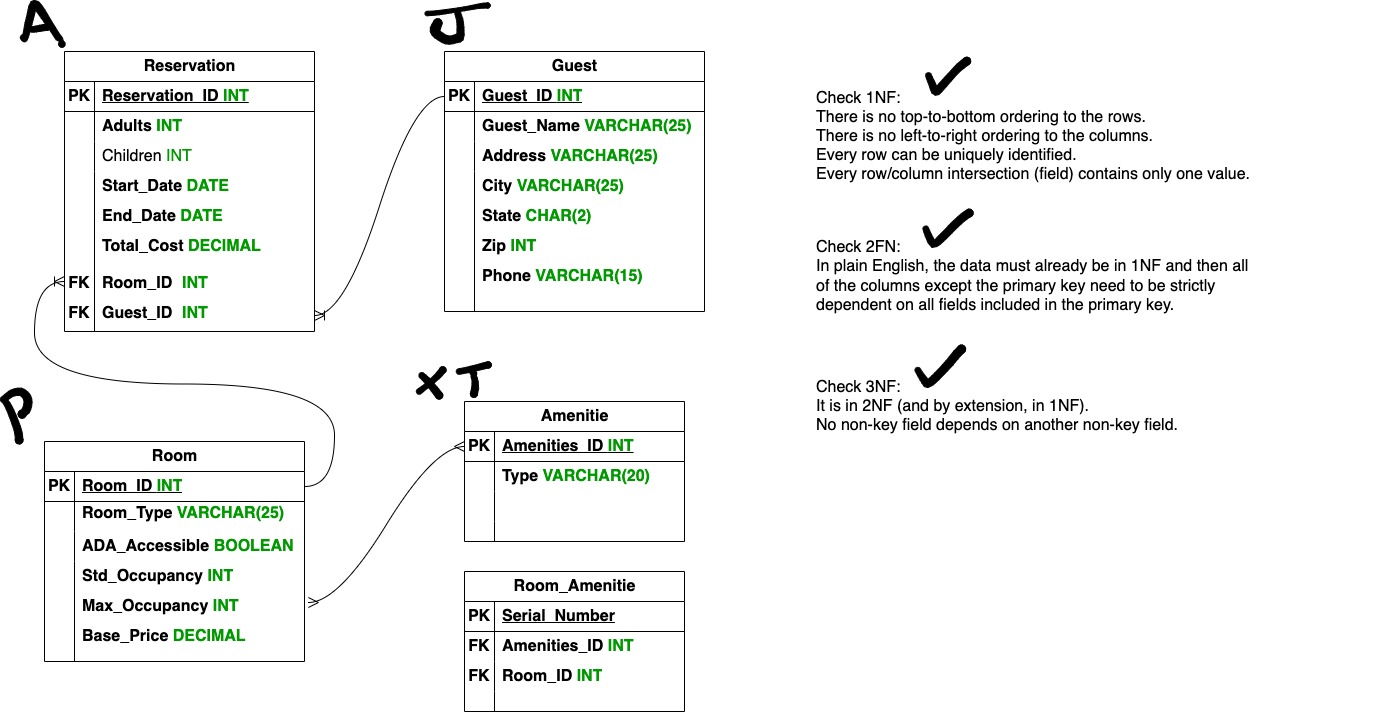 A
J
Reservation
PK Reservation_ID INT
Adults INT
Children INT
Start_Date DATE
End_Date DATE
Total_Cost DECIMAL
FK Room_ID INT
FK Guest_ID INT
Guest
PK Guest_ID INT
Guest_Name VARCHAR(25)
Address VARCHAR(25)
City VARCHAR(25)
State CHAR(2)
Zip INT
Phone VARCHAR(15)
Check 1NF:
There is no top-to-bottom ordering to the rows.
There is no left-to-right ordering to the columns.
Every row can be uniquely identified.
Every row/column intersection (field) contains only one value.
Check 2FN:
In plain English, the data must already be in 1NF and then all
of the columns except the primary key need to be strictly
dependent on all fields included in the primary key.
Check 3NF:
It is in 2NF (and by extension, in 1NF).
No non-key field depends on another non-key field.
P
Room
PK Room_ID INT
Room_Type VARCHAR(25)
ADA_Accessible BOOLEAN
Std_Occupancy INT
Max_Occupancy INT
Base_Price DECIMAL
XT
Amenitie
PK Amenities_ID INT
Type VARCHAR(20)
Room_Amenitie
PK Serial_Number
FK Amenities_ID INT
FK Room_ID INT